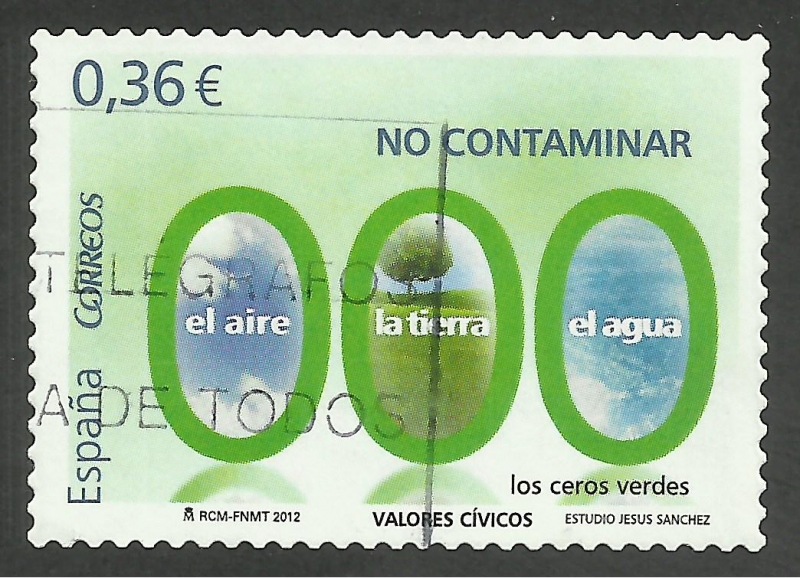 0,36 €
NO CONTAMINAR
España CORREOS
TELÉGRAFOS
el aire la tierra el agua
A DE TODOS
los ceros verdes
RCM-FNMT 2012 VALORES CÍVICOS ESTUDIO JESUS SANCHEZ